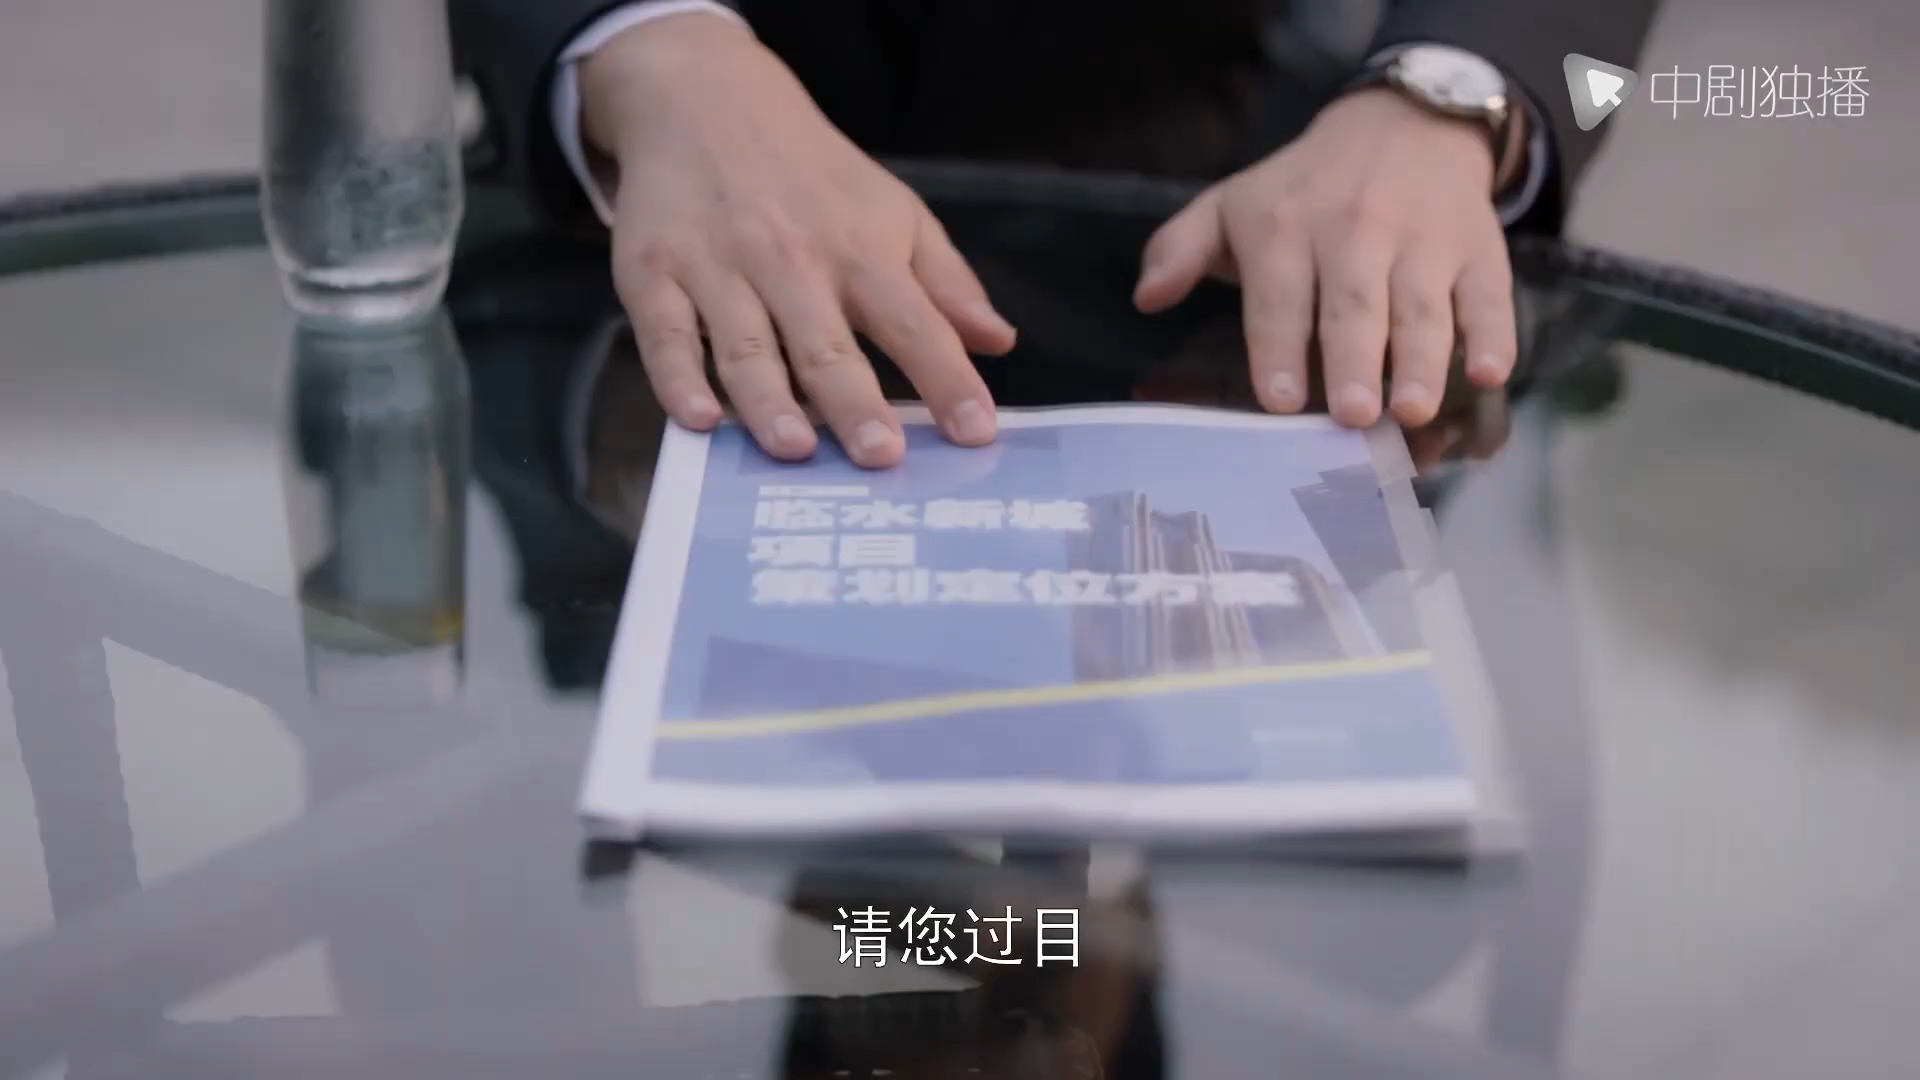 中剧独播
临水新城
项目
策划定位方案
请您过目